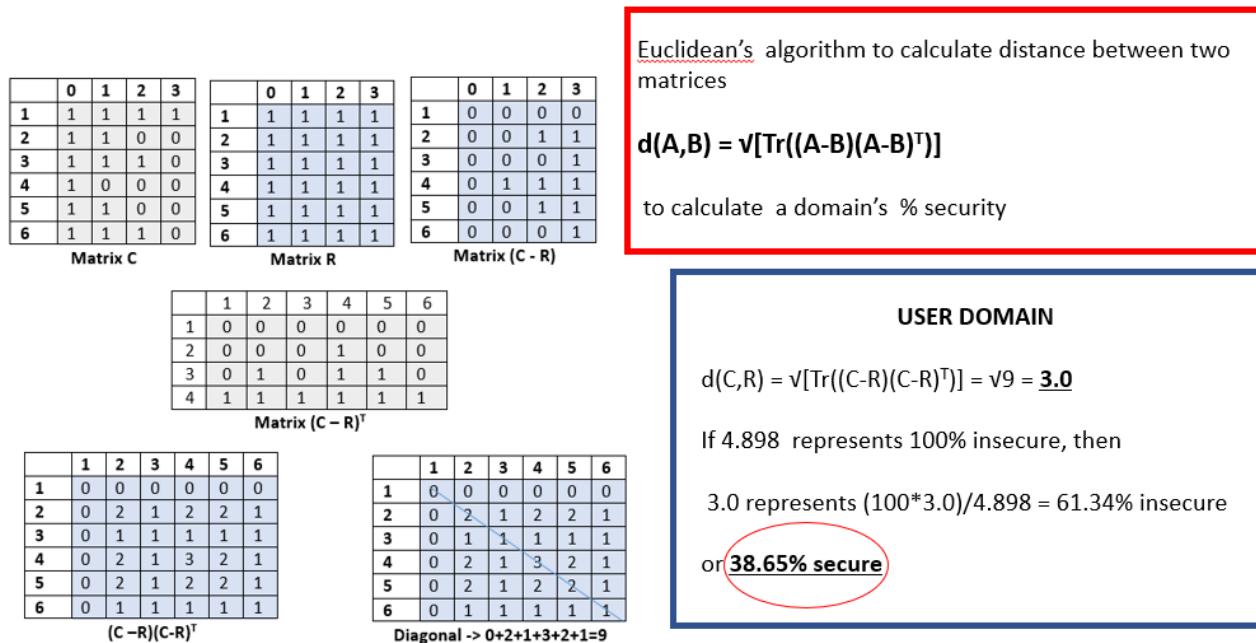 Euclidean's algorithm to calculate distance between two
matrices
d(A,B) = √[Tr((A-B)(A-B)ᵀ)]
to calculate a domain's % security
0 1 2 3
1 1 1 1 1
2 1 1 0 0
3 1 1 1 0
4 1 0 0 0
5 1 1 0 0
6 1 1 1 0
Matrix C
0 1 2 3
1 1 1 1 1
2 1 1 1 1
3 1 1 1 1
4 1 1 1 1
5 1 1 1 1
6 1 1 1 1
Matrix R
0 1 2 3
1 0 0 0 0
2 0 0 1 1
3 0 0 0 1
4 0 1 1 1
5 0 0 1 1
6 0 0 0 1
Matrix (C - R)
1 2 3 4 5 6
1 0 0 0 0 0 0
2 0 0 0 1 0 0
3 0 1 0 1 1 0
4 1 1 1 1 1 1
Matrix (C – R)ᵀ
USER DOMAIN
d(C,R) = √[Tr((C-R)(C-R)ᵀ)] = √9 = 3.0
If 4.898 represents 100% insecure, then
3.0 represents (100*3.0)/4.898 = 61.34% insecure
or 38.65% secure
1 2 3 4 5 6
1 0 0 0 0 0 0
2 0 2 1 2 2 1
3 0 1 1 1 1 1
4 0 2 1 3 2 1
5 0 2 1 2 2 1
6 0 1 1 1 1 1
(C –R)(C-R)ᵀ
1 2 3 4 5 6
1 0 0 0 0 0 0
2 0 2 1 2 2 1
3 0 1 1 1 1 1
4 0 2 1 3 2 1
5 0 2 1 2 2 1
6 0 1 1 1 1 1
Diagonal -> 0+2+1+3+2+1=9